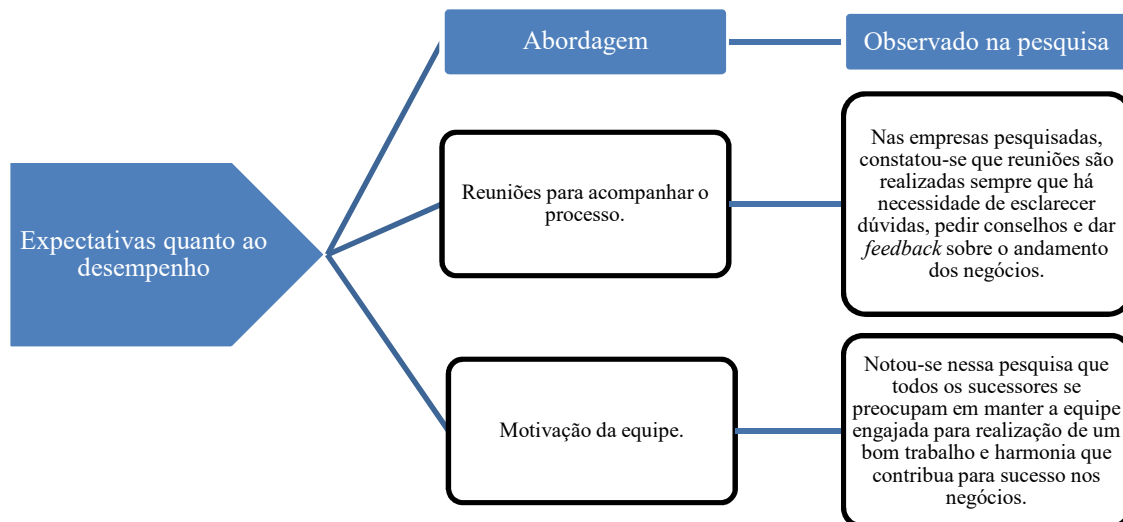 Abordagem
Observado na pesquisa
Expectativas quanto ao
desempenho
Reuniões para acompanhar o
processo.
Nas empresas pesquisadas,
constatou-se que reuniões são
realizadas sempre que há
necessidade de esclarecer
dúvidas, pedir conselhos e dar
feedback sobre o andamento
dos negócios.
Motivação da equipe.
Notou-se nessa pesquisa que
todos os sucessores se
preocupam em manter a equipe
engajada para realização de um
bom trabalho e harmonia que
contribua para sucesso nos
negócios.